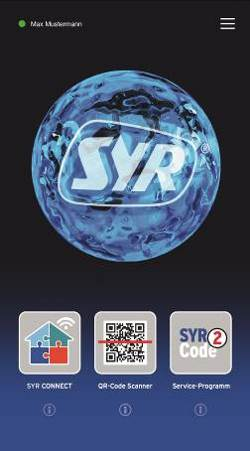 Max Mustermann
SYR®
SYR 2
Code
SYR CONNECT
QR-Code Scanner
Service-Programm